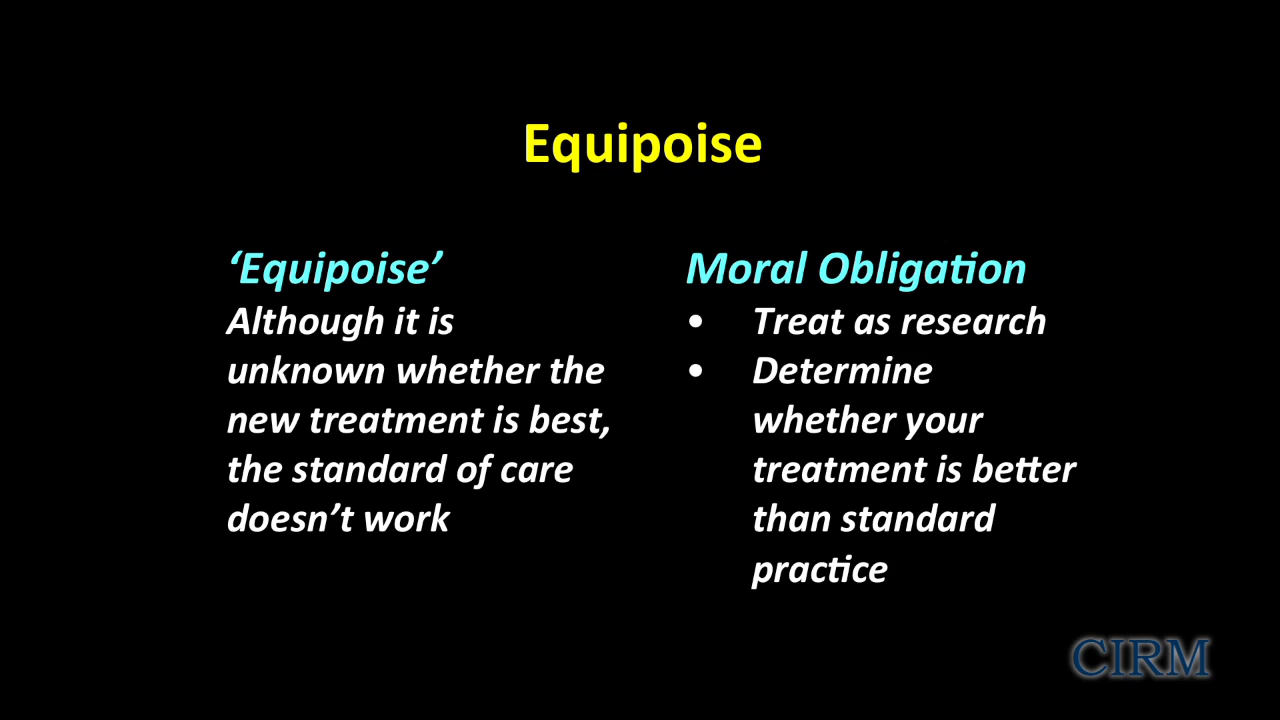 Equipoise
‘Equipoise’
Although it is
unknown whether the
new treatment is best,
the standard of care
doesn’t work
Moral Obligation
• Treat as research
• Determine
whether your
treatment is better
than standard
practice
CIRM